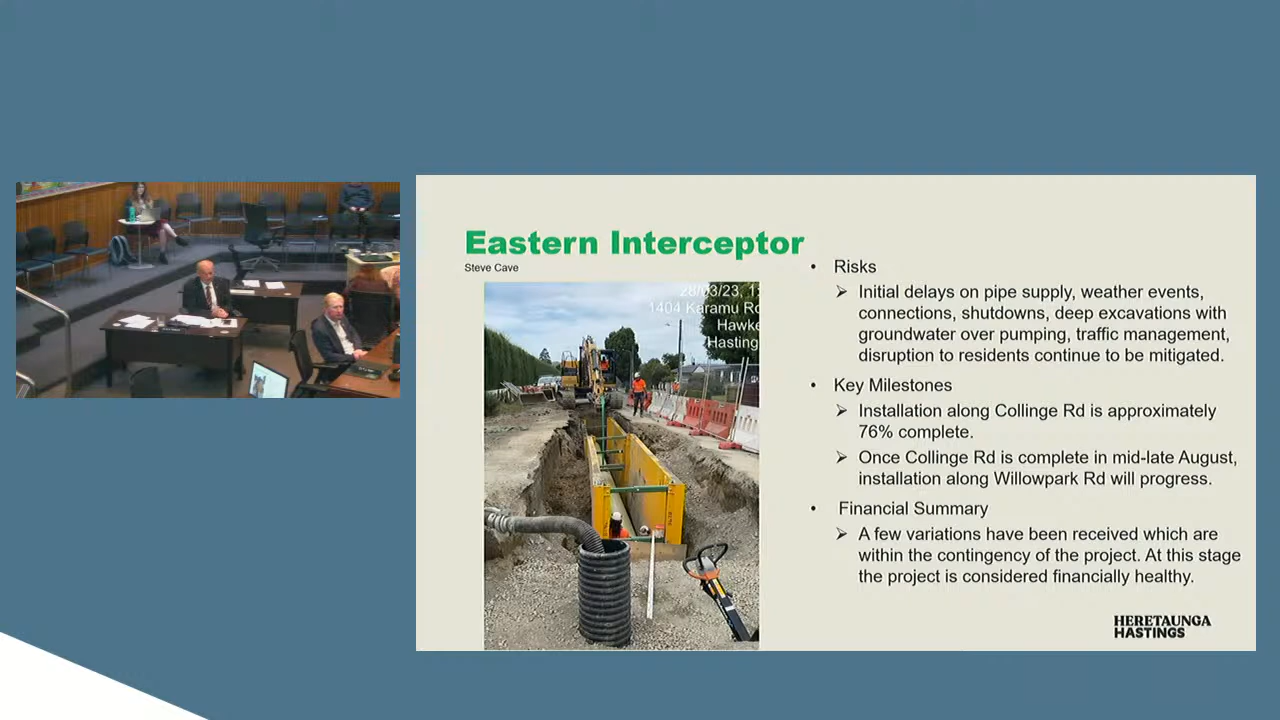 Eastern Interceptor
Steve Cave
28/03/23, 1
1404 Karamu Rd
Hawke
Hasting
• Risks
➢ Initial delays on pipe supply, weather events,
connections, shutdowns, deep excavations with
groundwater over pumping, traffic management,
disruption to residents continue to be mitigated.
• Key Milestones
➢ Installation along Collinge Rd is approximately
76% complete.
➢ Once Collinge Rd is complete in mid-late August,
installation along Willowpark Rd will progress.
• Financial Summary
➢ A few variations have been received which are
within the contingency of the project. At this stage
the project is considered financially healthy.
HERETAUNGA
HASTINGS